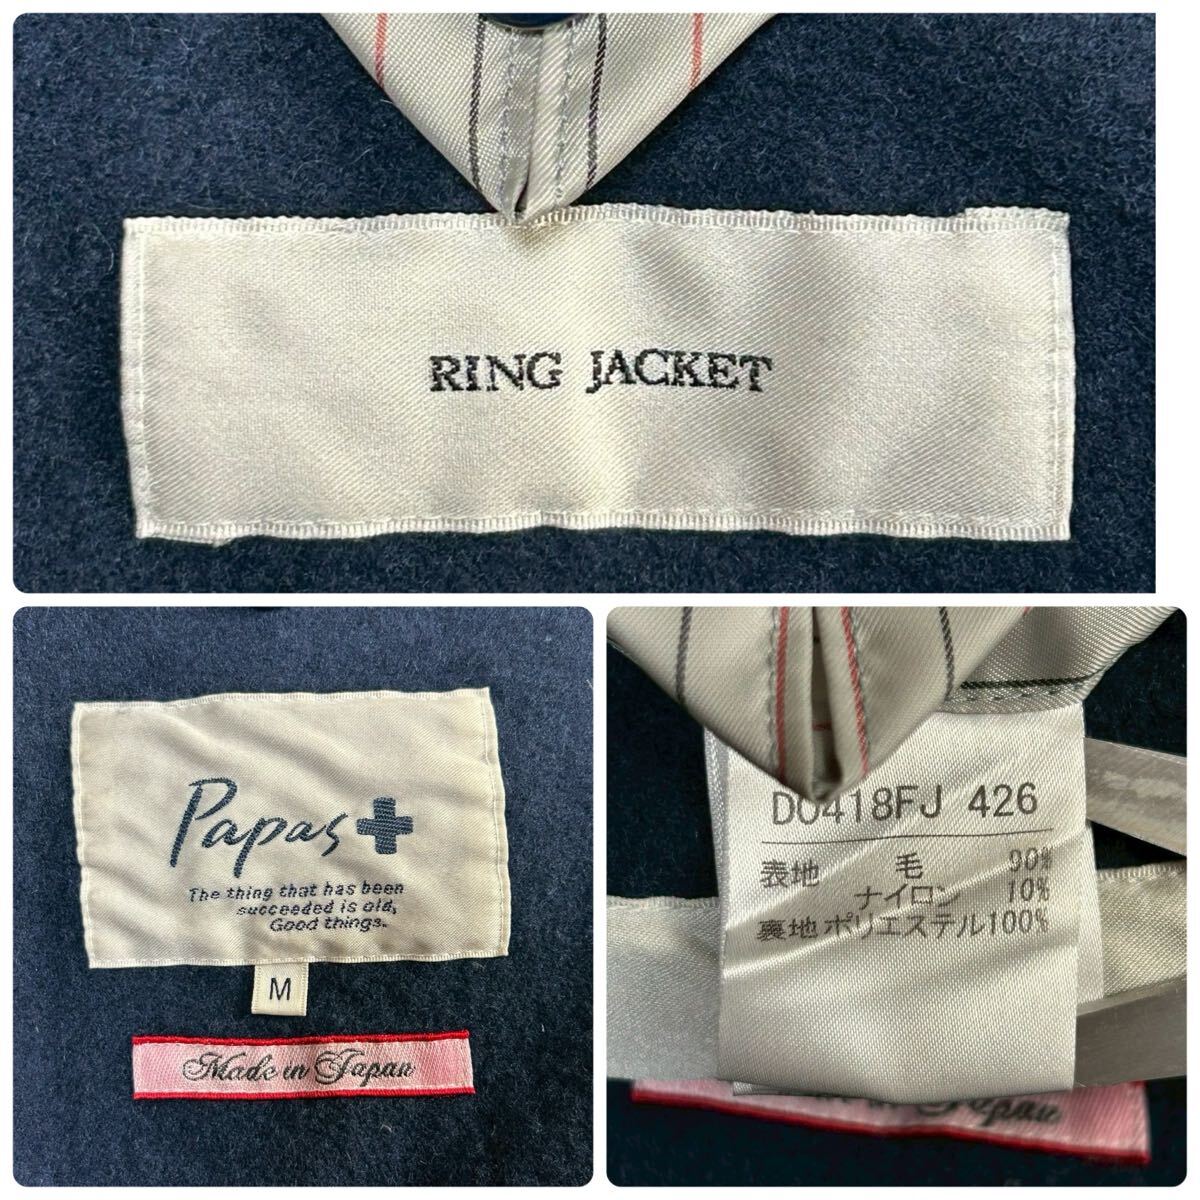 RING JACKET
Papas
The thing that has been
succeeded is old,
Good things.
M
Made in Japan
D0418FJ 426
表地 毛 90%
ナイロン 10%
裏地 ポリエステル100%
in Japan